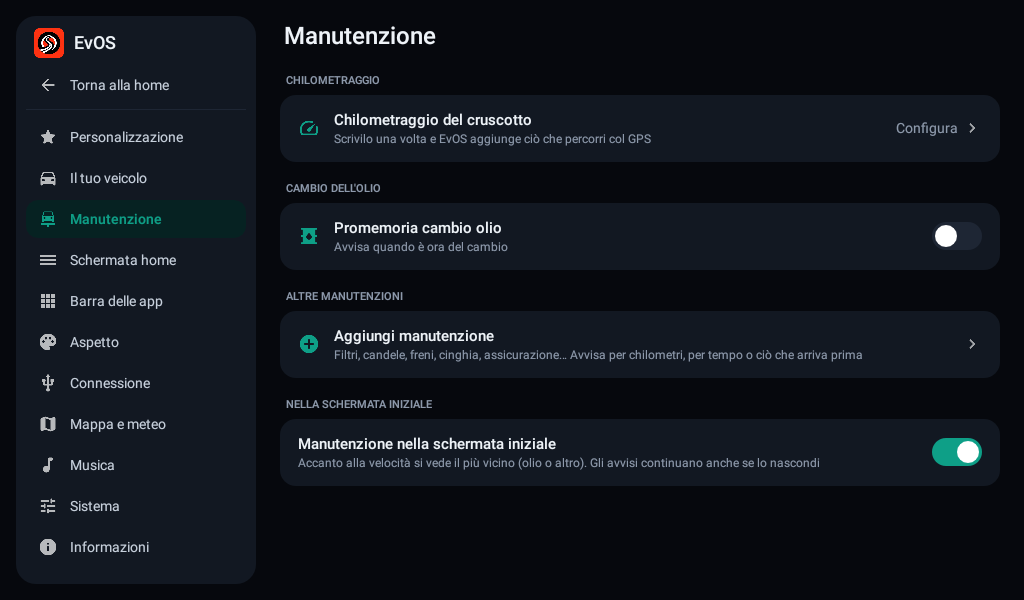 EvOS
Torna alla home
Personalizzazione
Il tuo veicolo
Manutenzione
Schermata home
Barra delle app
Aspetto
Connessione
Mappa e meteo
Musica
Sistema
Informazioni
Manutenzione
CHILOMETRAGGIO
Chilometraggio del cruscotto
Scrivilo una volta e EvOS aggiunge ciò che percorri col GPS
Configura
CAMBIO DELL'OLIO
Promemoria cambio olio
Avvisa quando è ora del cambio
ALTRE MANUTENZIONI
Aggiungi manutenzione
Filtri, candele, freni, cinghia, assicurazione... Avvisa per chilometri, per tempo o ciò che arriva prima
NELLA SCHERMATA INIZIALE
Manutenzione nella schermata iniziale
Accanto alla velocità si vede il più vicino (olio o altro). Gli avvisi continuano anche se lo nascondi